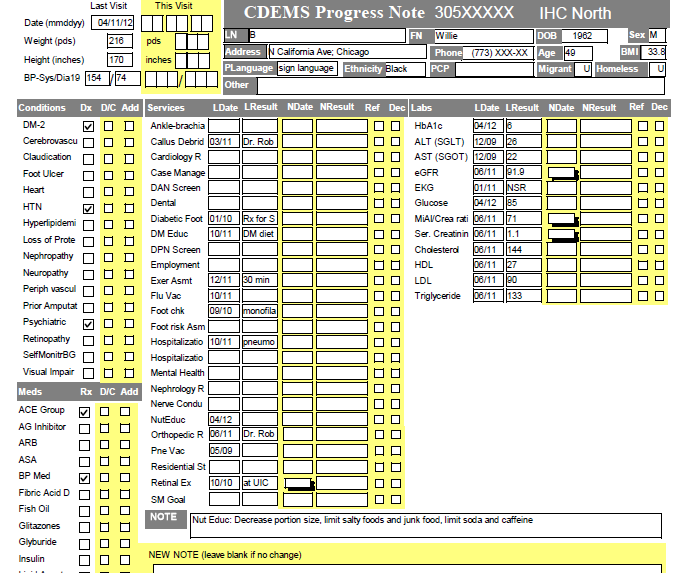 Last Visit This Visit CDEMS Progress Note 305XXXXX IHC North
Date (mmddyy) 04/11/12
Weight (pds) 216 pds
Height (inches) 170 inches
BP-Sys/Dia19 154 /74 /
LN B FN Willie DOB 1962 Sex M
Address N California Ave; Chicago Phone (773) XXX-XX Age 49 BMI 33.8
PLanguage sign language Ethnicity Black PCP Migrant U Homeless U
Other
Conditions Dx D/C Add Services LDate LResult NDate NResult Ref Dec Labs LDate LResult NDate NResult Ref Dec
DM-2 Ankle-brachia HbA1c 04/12 6
Cerebrovascu Callus Debrid 03/11 Dr. Rob ALT (SGLT) 12/09 26
Claudication Cardiology R AST (SGOT) 12/09 22
Foot Ulcer Case Manage eGFR 06/11 91.9
Heart DAN Screen EKG 01/11 NSR
HTN Dental Glucose 04/12 85
Hyperlipidemi Diabetic Foot 01/10 Rx for S MiAl/Crea rati 06/11 71
Loss of Prote DM Educ 10/11 DM diet Ser. Creatinin 06/11 1.1
Nephropathy DPN Screen Cholesterol 06/11 144
Neuropathy Employment HDL 06/11 27
Periph vascul Exer Asmt 12/11 30 min LDL 06/11 90
Prior Amputat Flu Vac 10/11 Triglyceride 06/11 133
Psychiatric Foot chk 09/10 monofila
Retinopathy Foot risk Asm
SelfMonitrBG Hospitalizatio 10/11 pneumo
Visual Impair Hospitalizatio
Mental Health
Meds Rx D/C Add Nephrology R
ACE Group Nerve Condu
AG Inhibitor NutEduc 04/12
ARB Orthopedic R 06/11 Dr. Rob
ASA Pne Vac 05/09
BP Med Residential St
Fibric Acid D Retinal Ex 10/10 at UIC
Fish Oil SM Goal
Glitazones NOTE Nut Educ: Decrease portion size, limit salty foods and junk food, limit soda and caffeine
Glyburide
Insulin NEW NOTE (leave blank if no change)